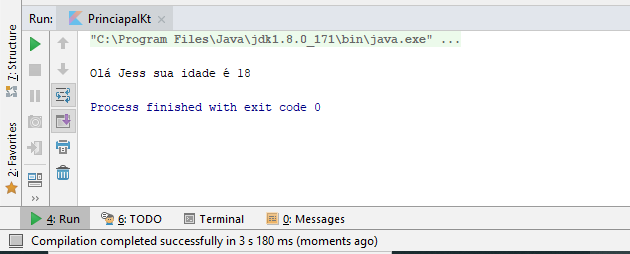 Run: PrinciapalKt ×
"C:\Program Files\Java\jdk1.8.0_171\bin\java.exe" ...
Olá Jess sua idade é 18
Process finished with exit code 0
7: Structure
2: Favorites
>>
4: Run 6: TODO Terminal 0: Messages
Compilation completed successfully in 3 s 180 ms (moments ago)